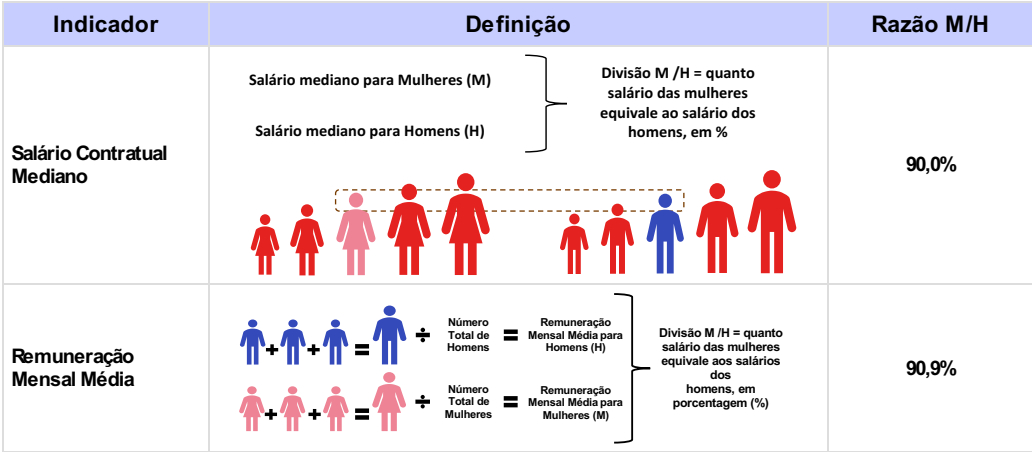 Indicador
Definição
Razão M/H
Salário Contratual
Mediano
Salário mediano para Mulheres (M)
Salário mediano para Homens (H)
Divisão M /H = quanto
salário das mulheres
equivale ao salário dos
homens, em %
90,0%
Remuneração
Mensal Média
+ + = ÷
Número
Total de
Homens
=
Remuneração
Mensal Média para
Homens (H)
+ + = ÷
Número
Total de
Mulheres
=
Remuneração
Mensal Média para
Mulheres (M)
Divisão M /H = quanto
salário das mulheres
equivale aos salários
dos
homens, em
porcentagem (%)
90,9%